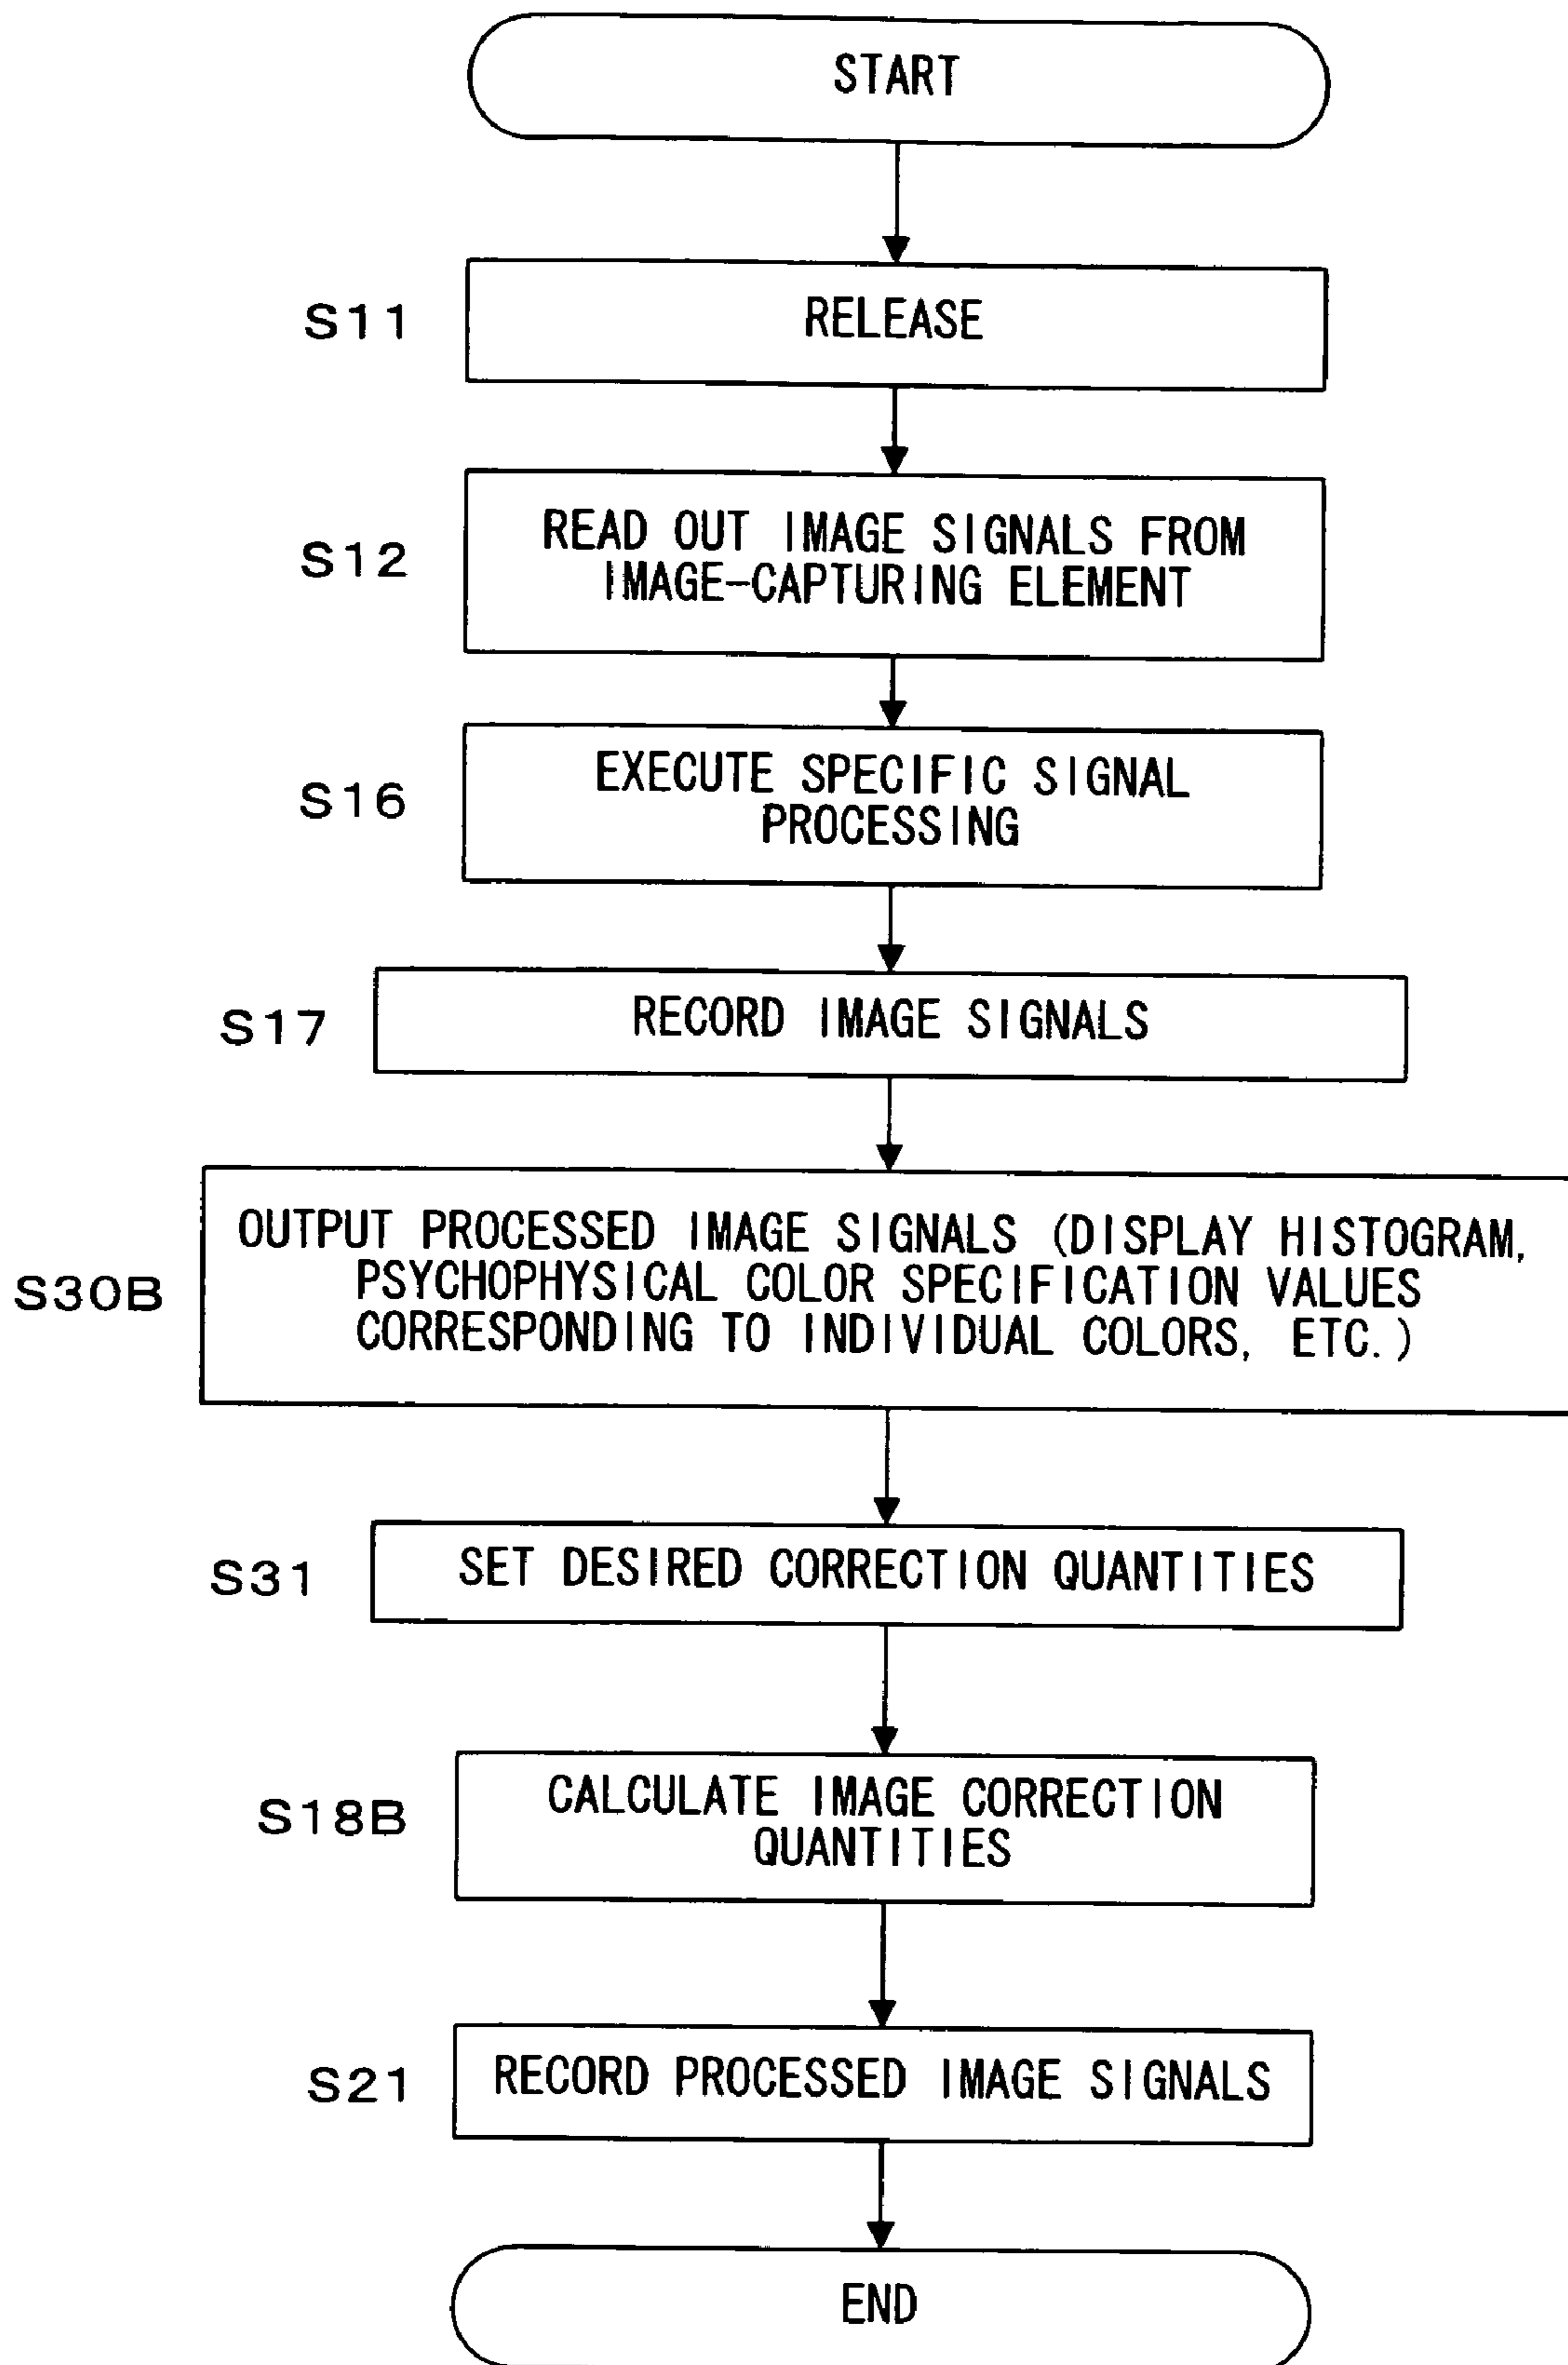 START
S11
RELEASE
S12
READ OUT IMAGE SIGNALS FROM
IMAGE-CAPTURING ELEMENT
S16
EXECUTE SPECIFIC SIGNAL
PROCESSING
S17
RECORD IMAGE SIGNALS
S30B
OUTPUT PROCESSED IMAGE SIGNALS (DISPLAY HISTOGRAM,
PSYCHOPHYSICAL COLOR SPECIFICATION VALUES
CORRESPONDING TO INDIVIDUAL COLORS, ETC.)
S31
SET DESIRED CORRECTION QUANTITIES
S18B
CALCULATE IMAGE CORRECTION
QUANTITIES
S21
RECORD PROCESSED IMAGE SIGNALS
END